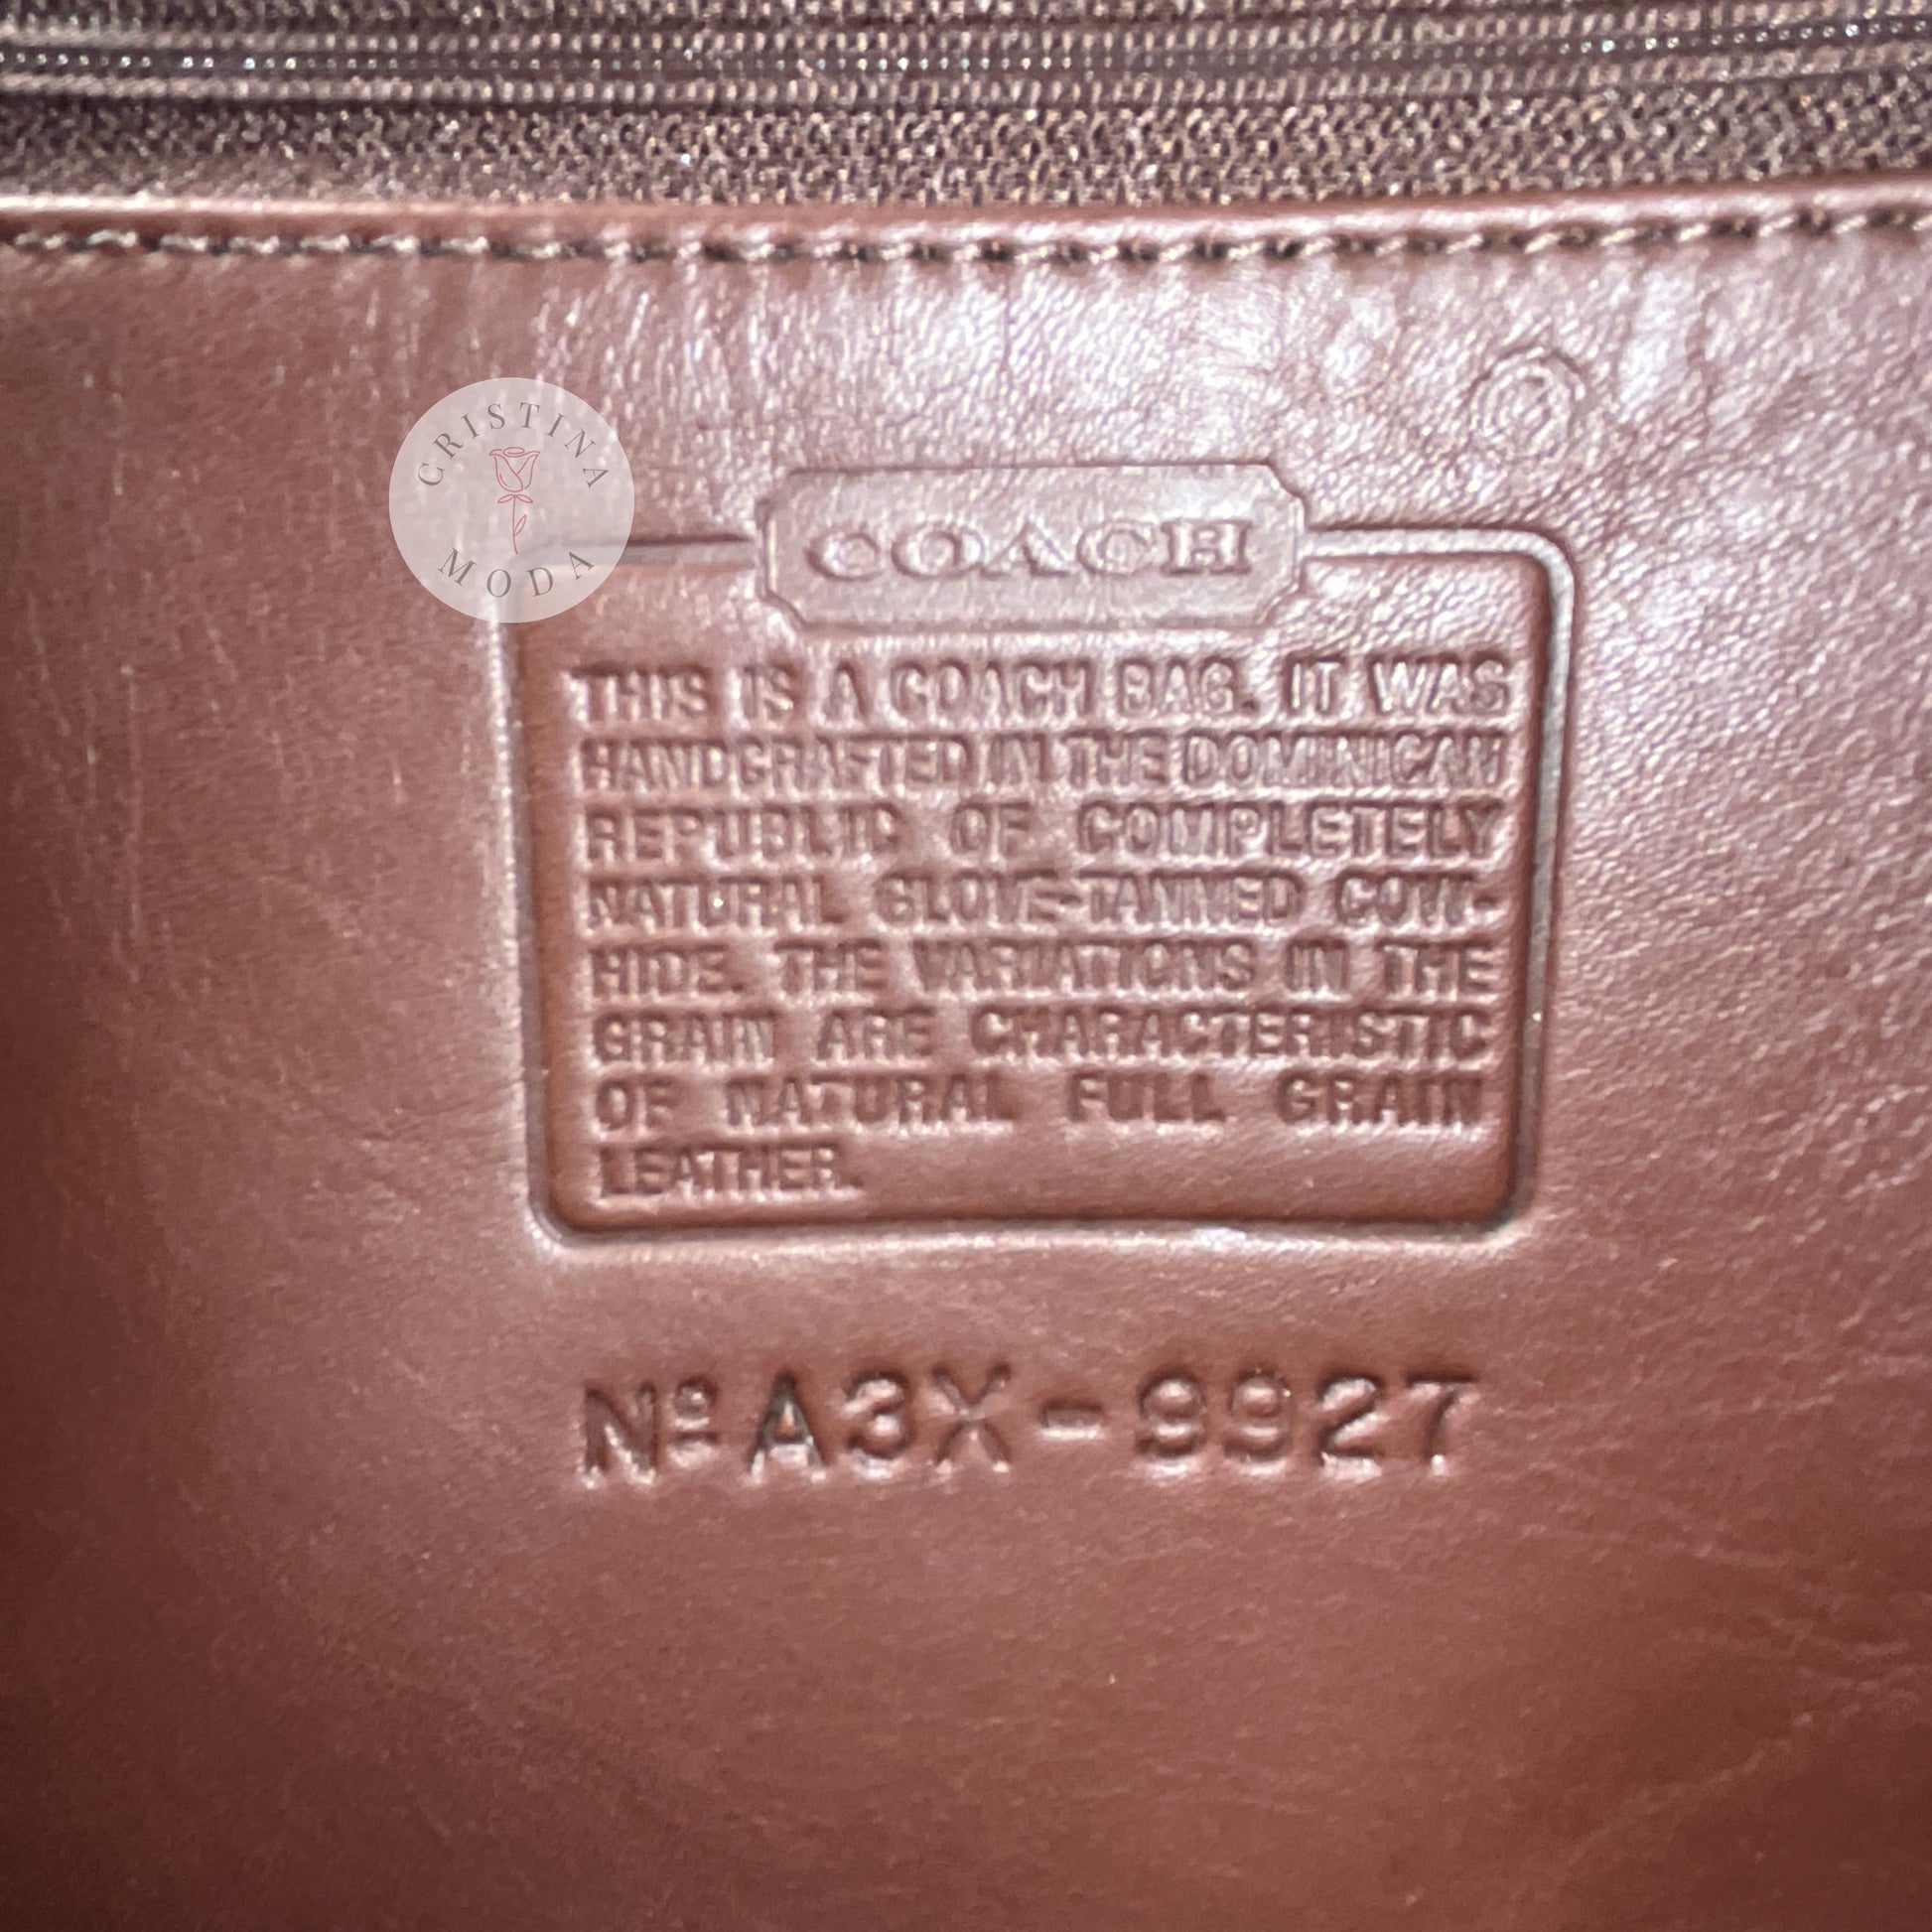 CRISTINA
MODA
COACH
THIS IS A COACH BAG. IT WAS
HANDCRAFTED IN THE DOMINICAN
REPUBLIC OF COMPLETELY
NATURAL GLOVE-TANNED COW-
HIDE. THE VARIATIONS IN THE
GRAIN ARE CHARACTERISTIC
OF NATURAL FULL GRAIN
LEATHER.
Nº A3X-9927